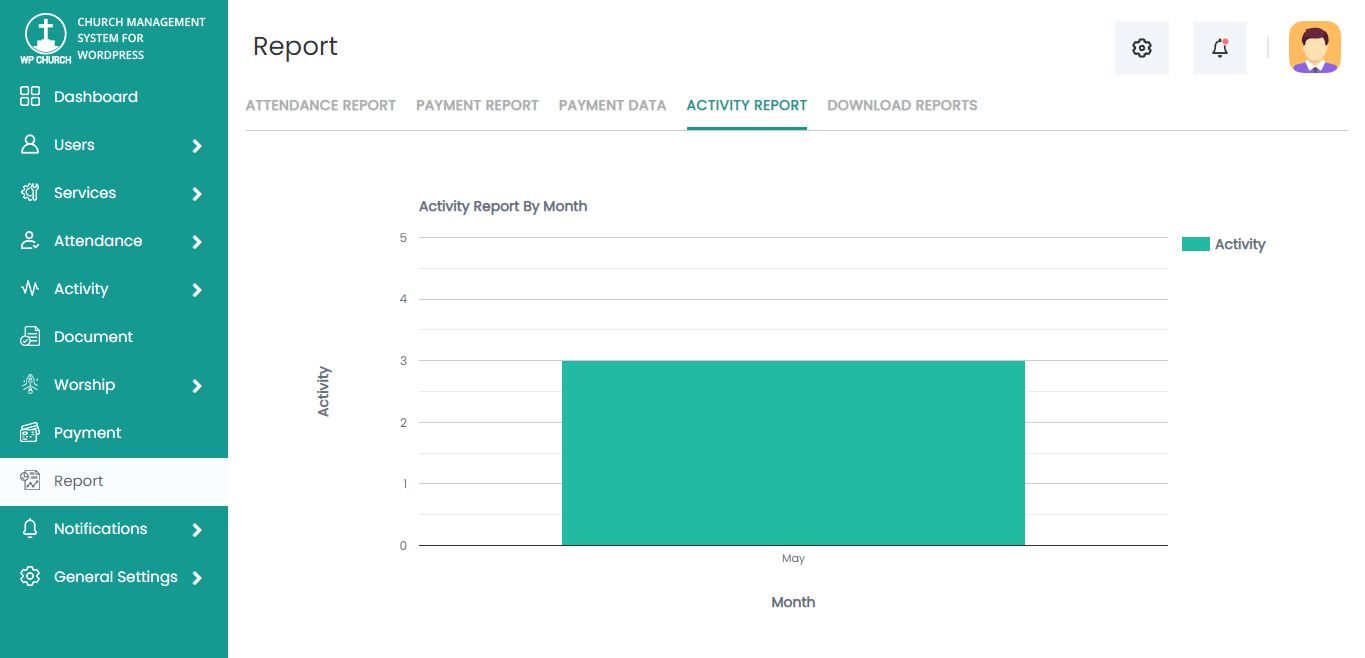 CHURCH MANAGEMENT
SYSTEM FOR
WORDPRESS
WP CHURCH
Dashboard
Users
Services
Attendance
Activity
Document
Worship
Payment
Report
Notifications
General Settings
Report
ATTENDANCE REPORT PAYMENT REPORT PAYMENT DATA ACTIVITY REPORT DOWNLOAD REPORTS
Activity Report By Month
Activity
5
4
3
2
1
0
Activity
May
Month